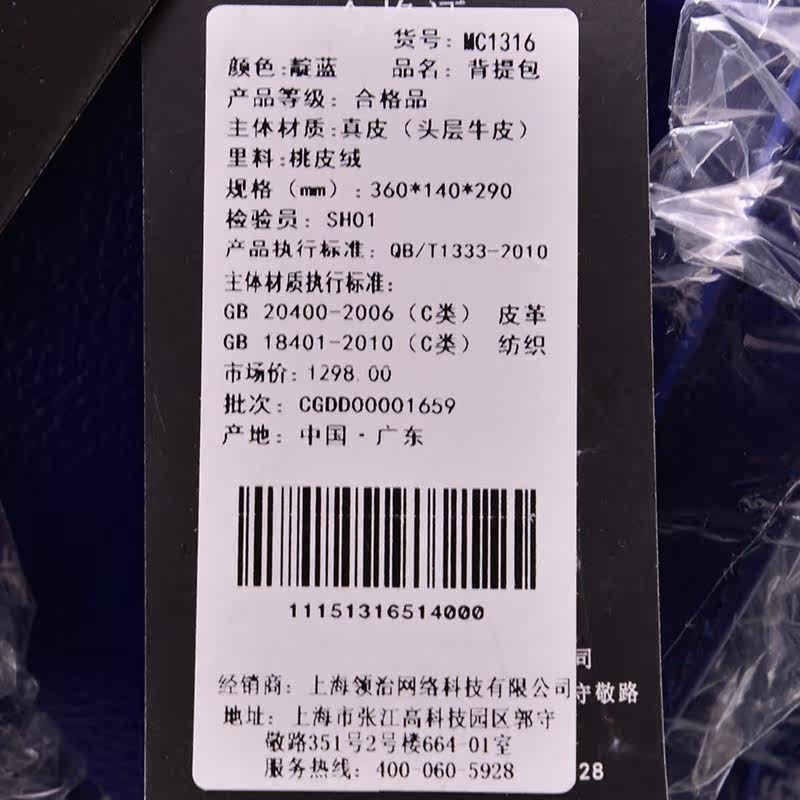 货号: MC1316
颜色:靛蓝 品名: 背提包
产品等级: 合格品
主体材质:真皮（头层牛皮）
里料:桃皮绒
规格（mm）:360*140*290
检验员: SH01
产品执行标准: QB/T1333-2010
主体材质执行标准:
GB 20400-2006（C类） 皮革
GB 18401-2010（C类） 纺织
市场价: 1298.00
批次: CGDD00001659
产地: 中国·广东
11151316514000
司
经销商: 上海领治网络科技有限公司
守敬路
地址: 上海市张江高科技园区郭守
敬路351号2号楼664-01室
服务热线: 400-060-5928
28